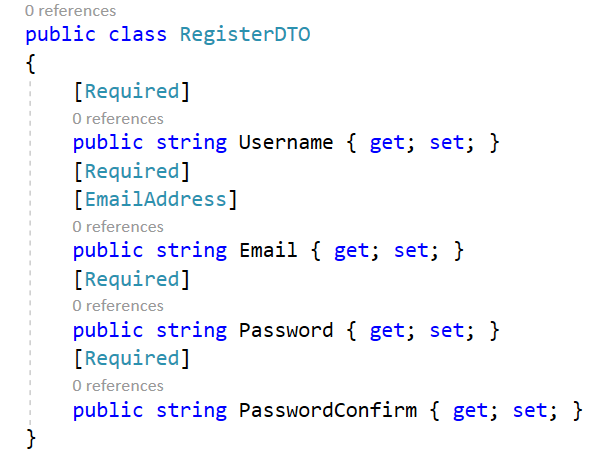 0 references
public class RegisterDTO
{
[Required]
0 references
public string Username { get; set; }
[Required]
[EmailAddress]
0 references
public string Email { get; set; }
[Required]
0 references
public string Password { get; set; }
[Required]
0 references
public string PasswordConfirm { get; set; }
}